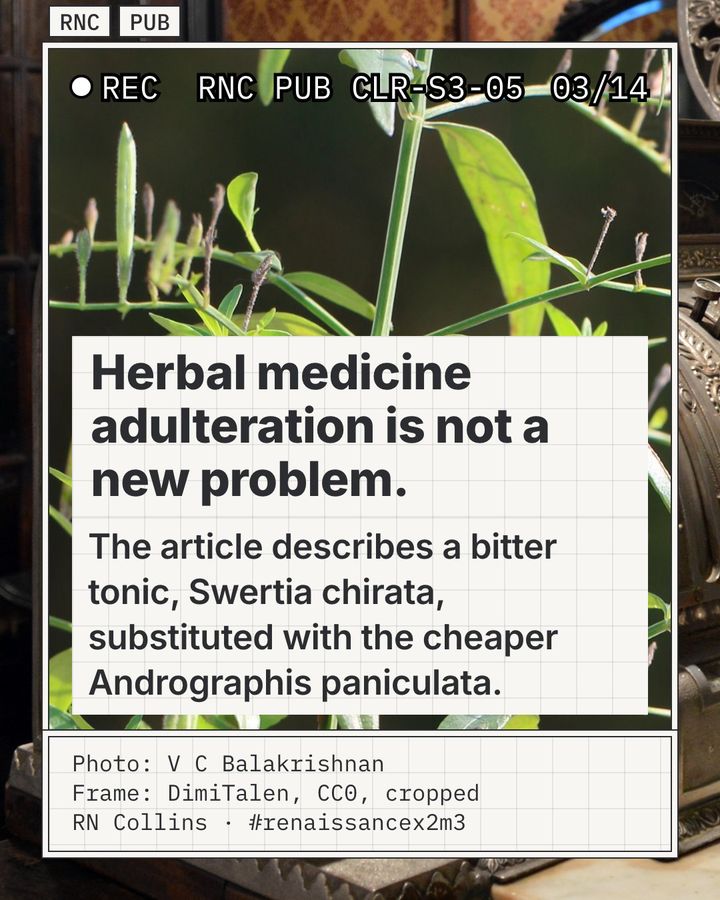 RNC PUB
REC RNC PUB CLR-S3-05 03/14
Herbal medicine
adulteration is not a
new problem.
The article describes a bitter
tonic, Swertia chirata,
substituted with the cheaper
Andrographis paniculata.
Photo: V C Balakrishnan
Frame: DimiTalen, CC0, cropped
RN Collins · #renaissancex2m3